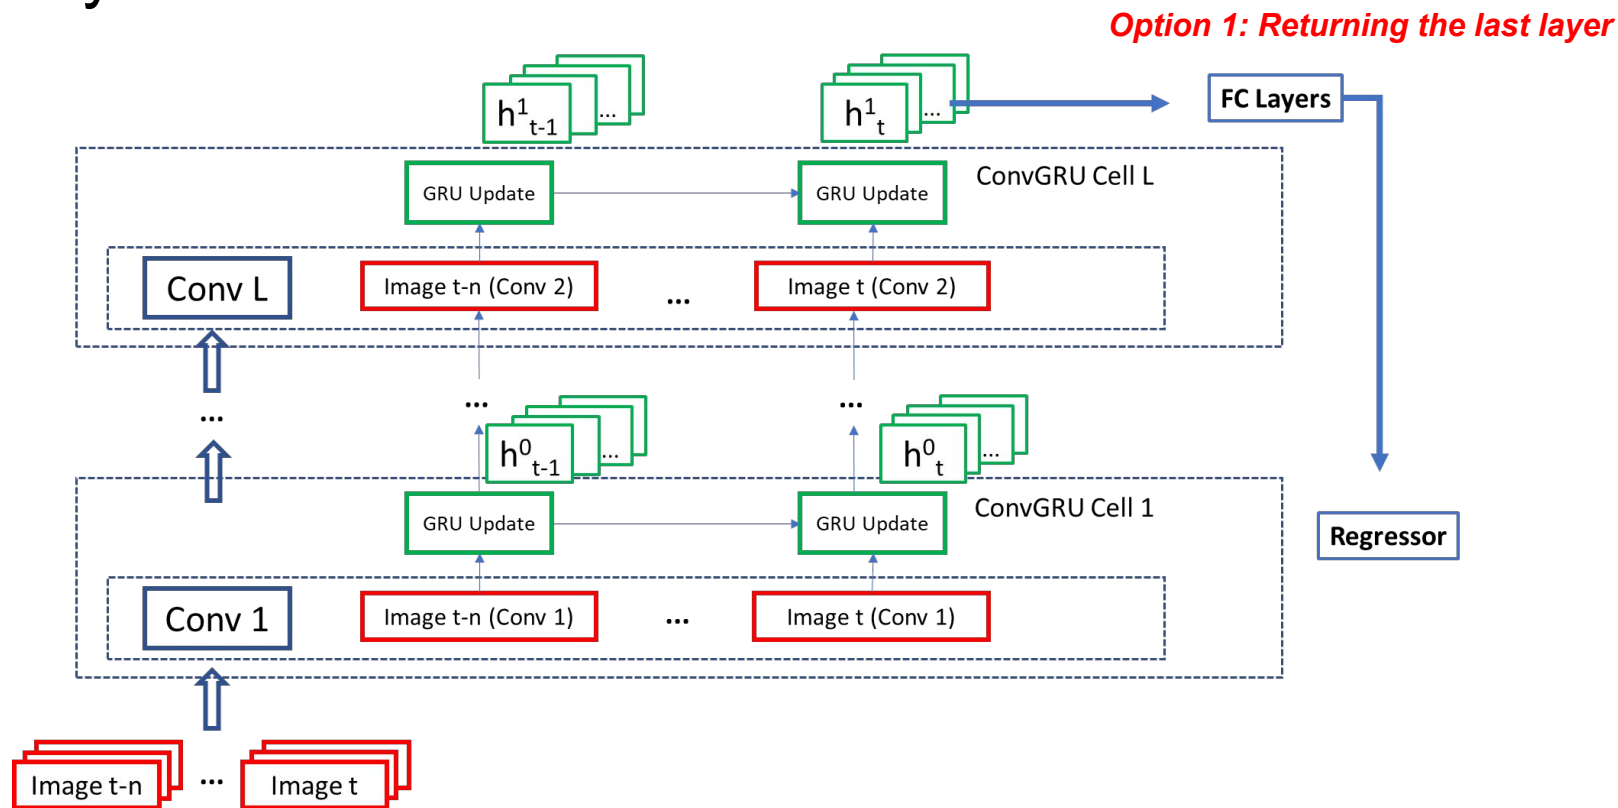 Option 1: Returning the last layer
h¹t-1 ...
h¹t ...
FC Layers
ConvGRU Cell L
GRU Update
GRU Update
Conv L
Image t-n (Conv 2)
...
Image t (Conv 2)
...
...
...
h⁰t-1 ...
h⁰t ...
ConvGRU Cell 1
GRU Update
GRU Update
Regressor
Conv 1
Image t-n (Conv 1)
...
Image t (Conv 1)
Image t-n
...
Image t